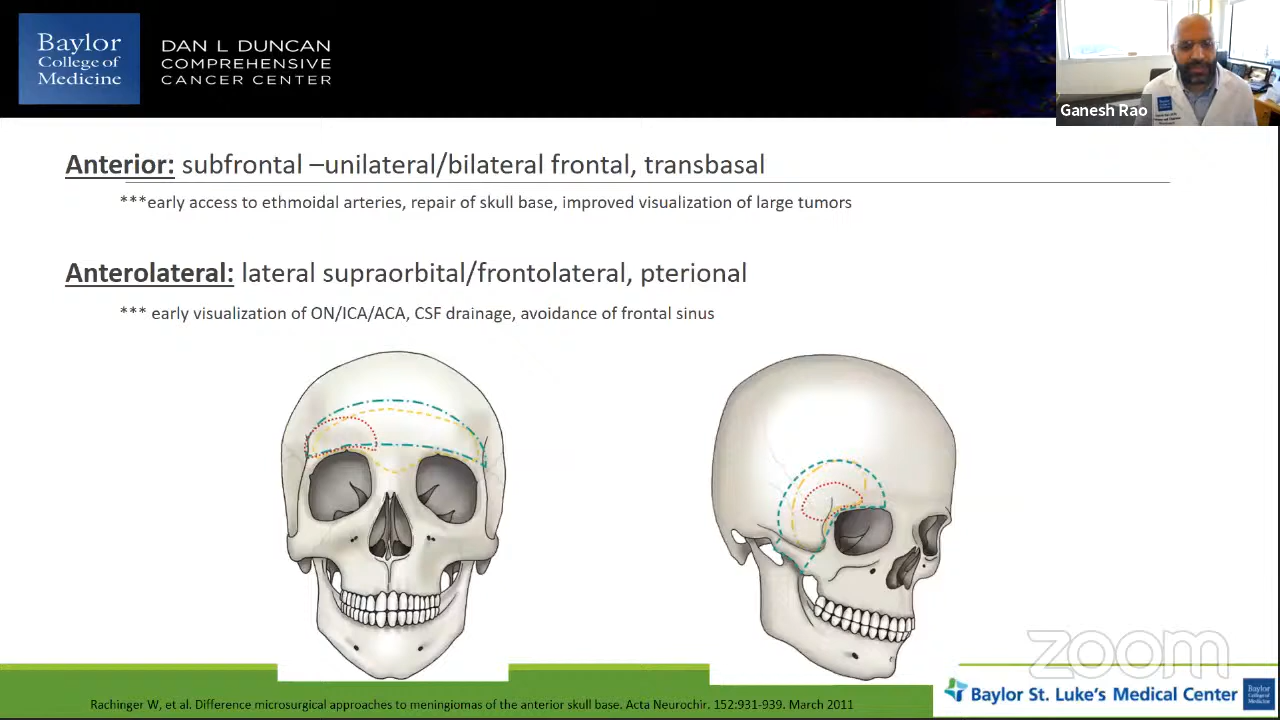 Baylor
College of
Medicine
DAN L DUNCAN
COMPREHENSIVE
CANCER CENTER
Ganesh Rao
Anterior: subfrontal –unilateral/bilateral frontal, transbasal
***early access to ethmoidal arteries, repair of skull base, improved visualization of large tumors
Anterolateral: lateral supraorbital/frontolateral, pterional
*** early visualization of ON/ICA/ACA, CSF drainage, avoidance of frontal sinus
zoom
Baylor St. Luke's Medical Center
Rachinger W, et al. Difference microsurgical approaches to meningiomas of the anterior skull base. Acta Neurochir. 152:931-939. March 2011